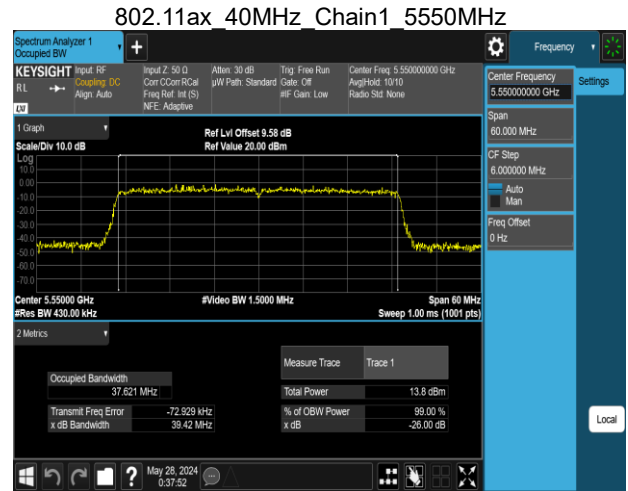 802.11ax_40MHz_Chain1_5550MHz
Spectrum Analyzer 1
Occupied BW
Frequency
KEYSIGHT
RL
LXI
Input: RF
Coupling: DC
Align: Auto
Input Z: 50 Ω
Corr CCorr RCal
Freq Ref: Int (S)
NFE: Adaptive
Atten: 30 dB
µW Path: Standard
Trig: Free Run
Gate: Off
#IF Gain: Low
Center Freq: 5.550000000 GHz
Avg|Hold: 10/10
Radio Std: None
Center Frequency
5.550000000 GHz
Settings
Span
60.000 MHz
CF Step
6.000000 MHz
Auto
Man
Freq Offset
0 Hz
Local
1 Graph
Scale/Div 10.0 dB
Ref Lvl Offset 9.58 dB
Ref Value 20.00 dBm
Log
10.0
0.00
-10.0
-20.0
-30.0
-40.0
-50.0
-60.0
-70.0
Center 5.55000 GHz
#Video BW 1.5000 MHz
Span 60 MHz
#Res BW 430.00 kHz
Sweep 1.00 ms (1001 pts)
2 Metrics
Measure Trace Trace 1
Occupied Bandwidth
37.621 MHz
Total Power 13.8 dBm
Transmit Freq Error -72.929 kHz
% of OBW Power 99.00 %
x dB Bandwidth 39.42 MHz
x dB -26.00 dB
?
May 28, 2024
0:37:52